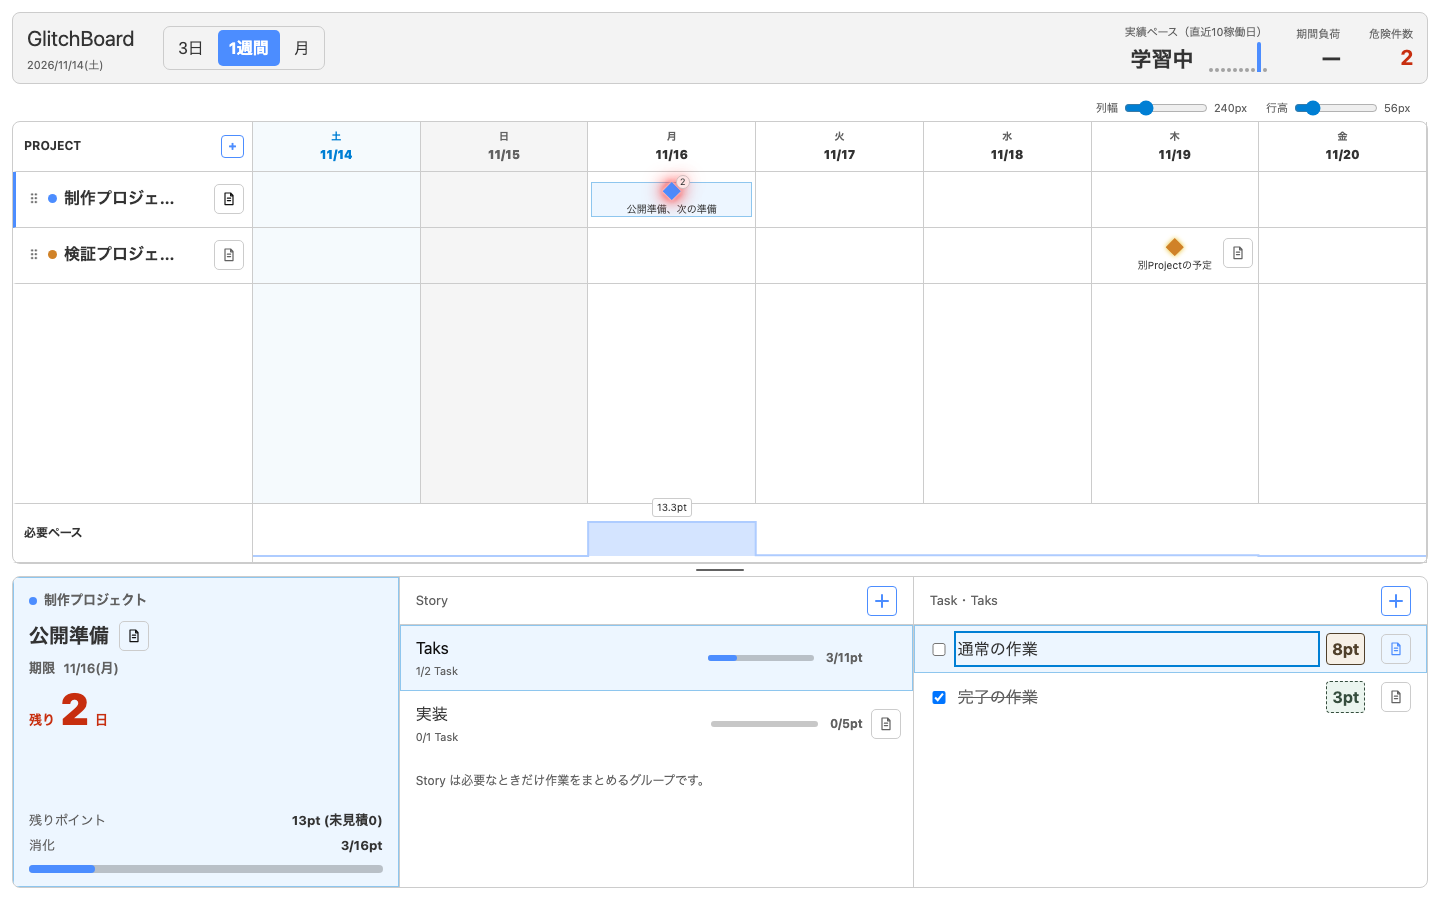 GlitchBoard
2026/11/14(土)
3日
1週間
月
実績ペース（直近10稼働日）
学習中
期間負荷
—
危険件数
2
列幅
240px
行高
56px
PROJECT
+
土
11/14
日
11/15
月
11/16
火
11/17
水
11/18
木
11/19
金
11/20
制作プロジェ...
2
公開準備、次の準備
検証プロジェ...
別Projectの予定
必要ペース
13.3pt
制作プロジェクト
公開準備
期限 11/16(月)
残り 2 日
残りポイント
13pt (未見積0)
消化
3/16pt
Story
+
Taks
1/2 Task
3/11pt
実装
0/1 Task
0/5pt
Story は必要なときだけ作業をまとめるグループです。
Task・Taks
+
通常の作業
8pt
完了の作業
3pt